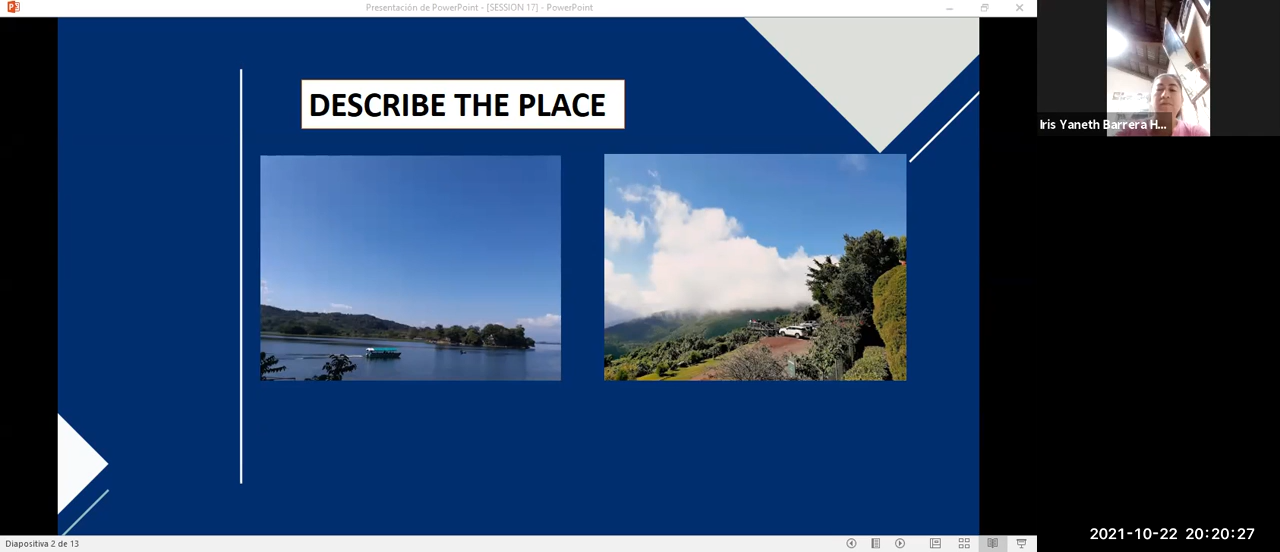 Presentación de PowerPoint - [SESSION 17] - PowerPoint
DESCRIBE THE PLACE
Iris Yaneth Barrera H...
Diapositiva 2 de 13
2021-10-22 20:20:27